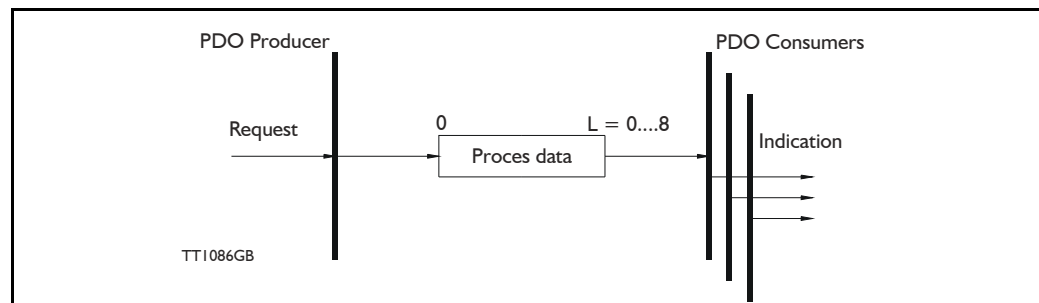 PDO Producer
PDO Consumers
0
L = 0....8
Request
Proces data
Indication
TT1086GB